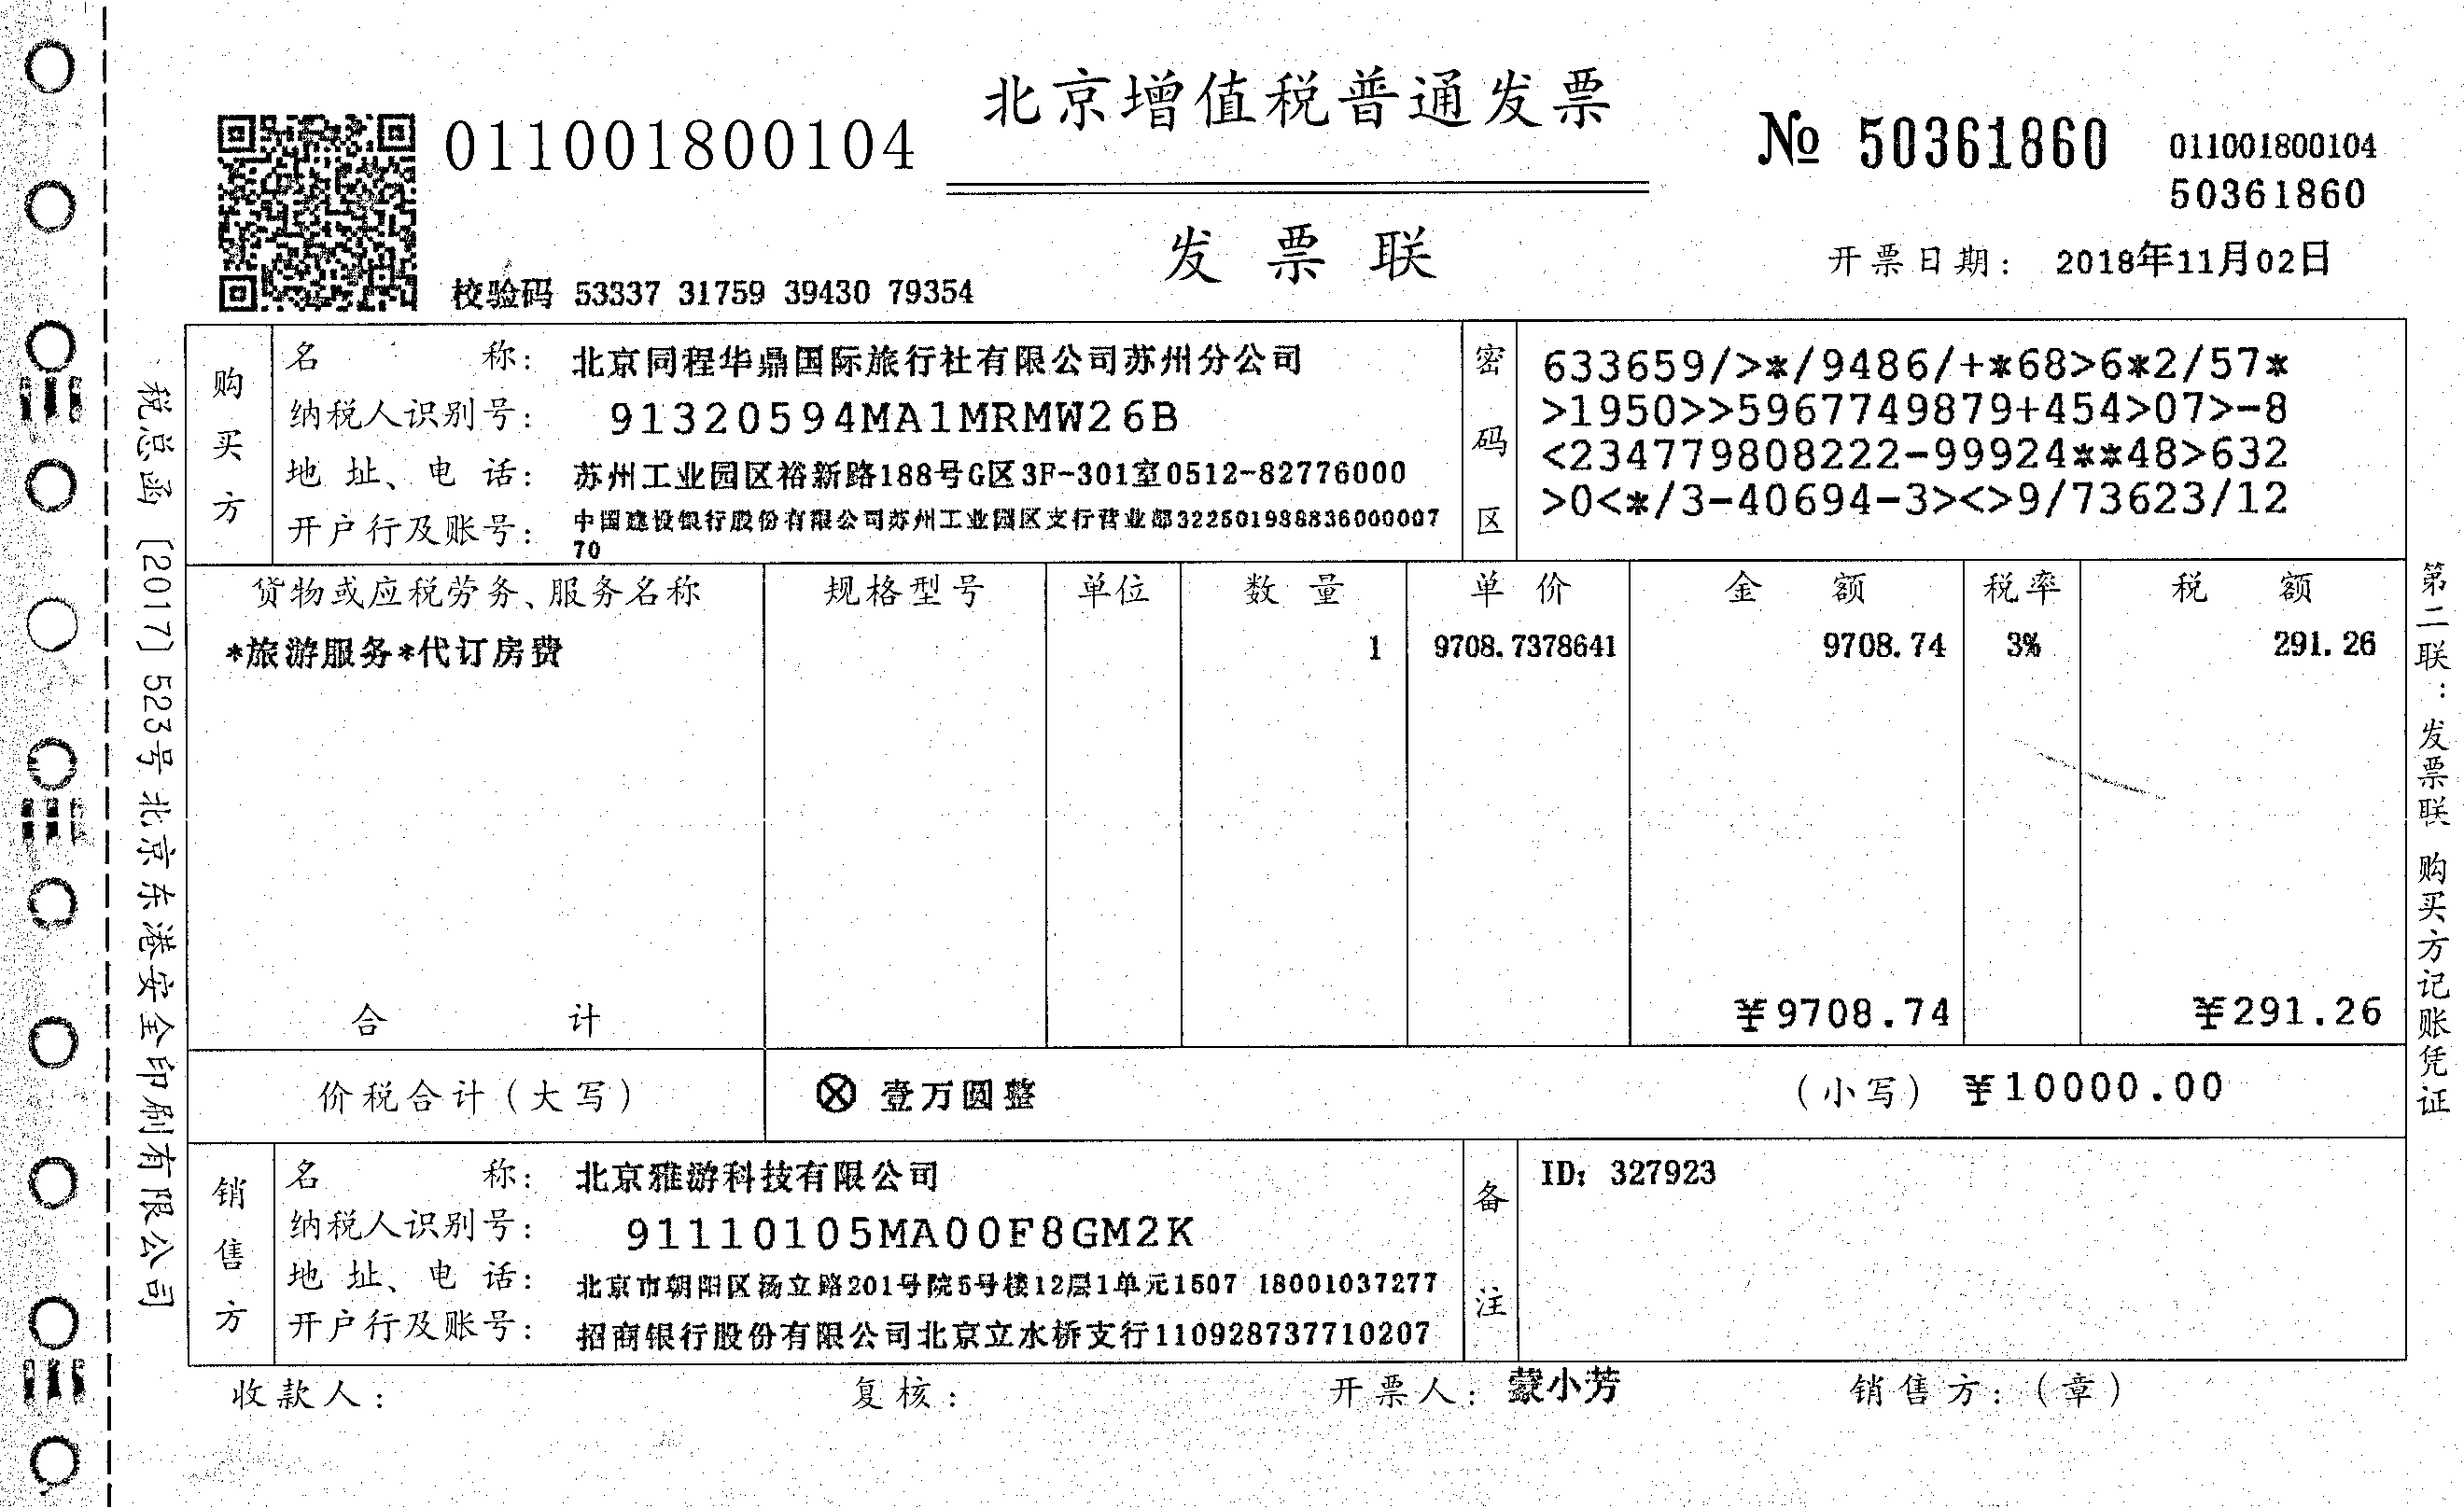 北京增值税普通发票
011001800104
№ 50361860
011001800104
50361860
发票联
开票日期: 2018年11月02日
校验码 53337 31759 39430 79354
购买方
名称: 北京同程华鼎国际旅行社有限公司苏州分公司
纳税人识别号: 91320594MA1MRMW26B
地址、电话: 苏州工业园区裕新路188号G区3F-301室0512-82776000
开户行及账号: 中国建设银行股份有限公司苏州工业园区支行营业部322501988836000007
70
密码区
633659/>*/9486/+*68>6*2/57*
>1950>>5967749879+454>07>-8
<234779808222-99924**48>632
>0<*/3-40694-3><>9/73623/12
货物或应税劳务、服务名称 规格型号 单位 数量 单价 金额 税率 税额
*旅游服务*代订房费 1 9708.7378641 9708.74 3% 291.26
合计 ¥9708.74 ¥291.26
价税合计(大写) ⊗ 壹万圆整 (小写) ¥10000.00
销售方
名称: 北京雅游科技有限公司
纳税人识别号: 91110105MA00F8GM2K
地址、电话: 北京市朝阳区汤立路201号院5号楼12层1单元1507 18001037277
开户行及账号: 招商银行股份有限公司北京立水桥支行110928737710207
备注
ID: 327923
收款人: 复核: 开票人: 蒙小芳 销售方:(章)
税总函〔2017〕523号北京东港安全印刷有限公司
第二联:发票联 购买方记账凭证